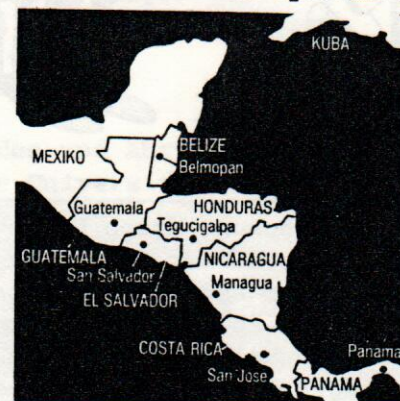 KUBA
MEXIKO
BELIZE
Belmopan
Guatemala
HONDURAS
Tegucigalpa
GUATEMALA
San Salvador
NICARAGUA
EL SALVADOR
Managua
COSTA RICA
Panama
San José
PANAMA